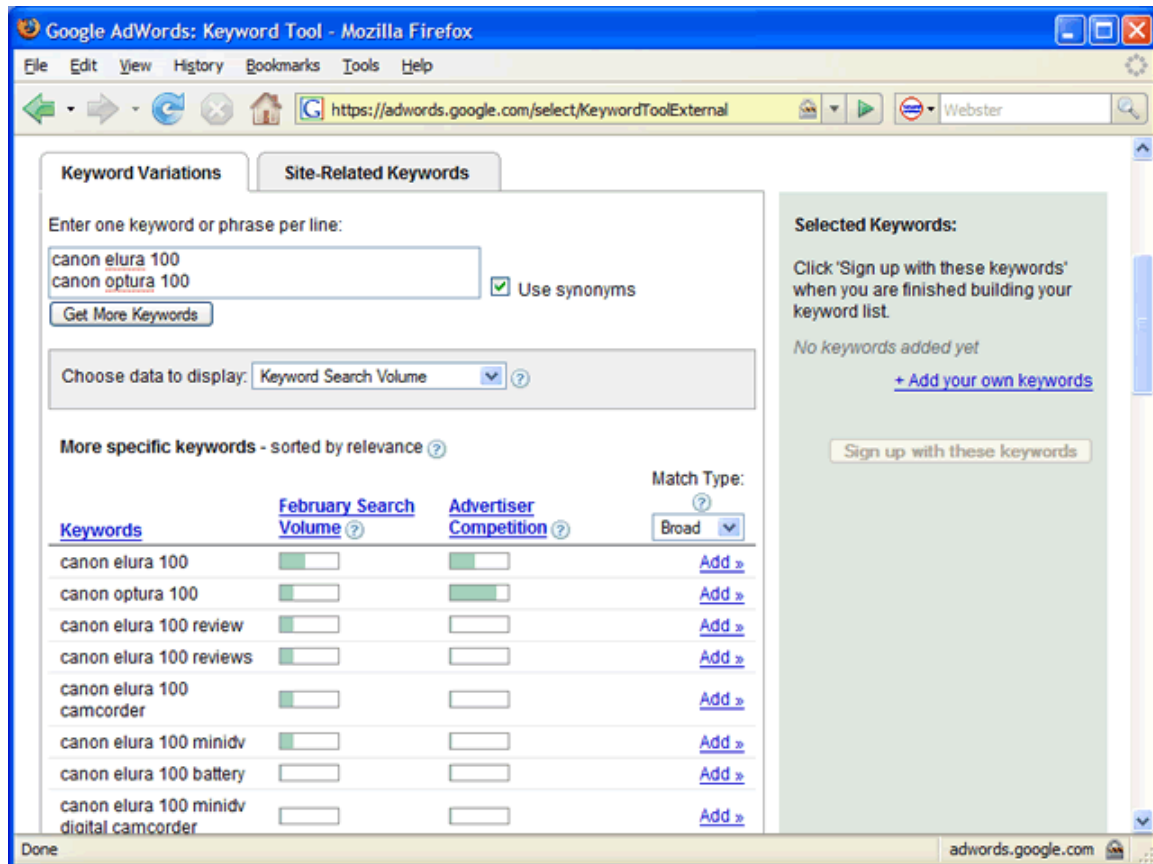 Google AdWords: Keyword Tool - Mozilla Firefox
File Edit View History Bookmarks Tools Help
https://adwords.google.com/select/KeywordToolExternal
Webster
Keyword Variations
Site-Related Keywords
Enter one keyword or phrase per line:
canon elura 100
canon optura 100
Use synonyms
Get More Keywords
Choose data to display: Keyword Search Volume
More specific keywords - sorted by relevance
Keywords
February Search
Volume
Advertiser
Competition
Match Type:
Broad
canon elura 100 Add »
canon optura 100 Add »
canon elura 100 review Add »
canon elura 100 reviews Add »
canon elura 100
camcorder Add »
canon elura 100 minidv Add »
canon elura 100 battery Add »
canon elura 100 minidv
digital camcorder Add »
Selected Keywords:
Click 'Sign up with these keywords'
when you are finished building your
keyword list.
No keywords added yet
+ Add your own keywords
Sign up with these keywords
Done
adwords.google.com